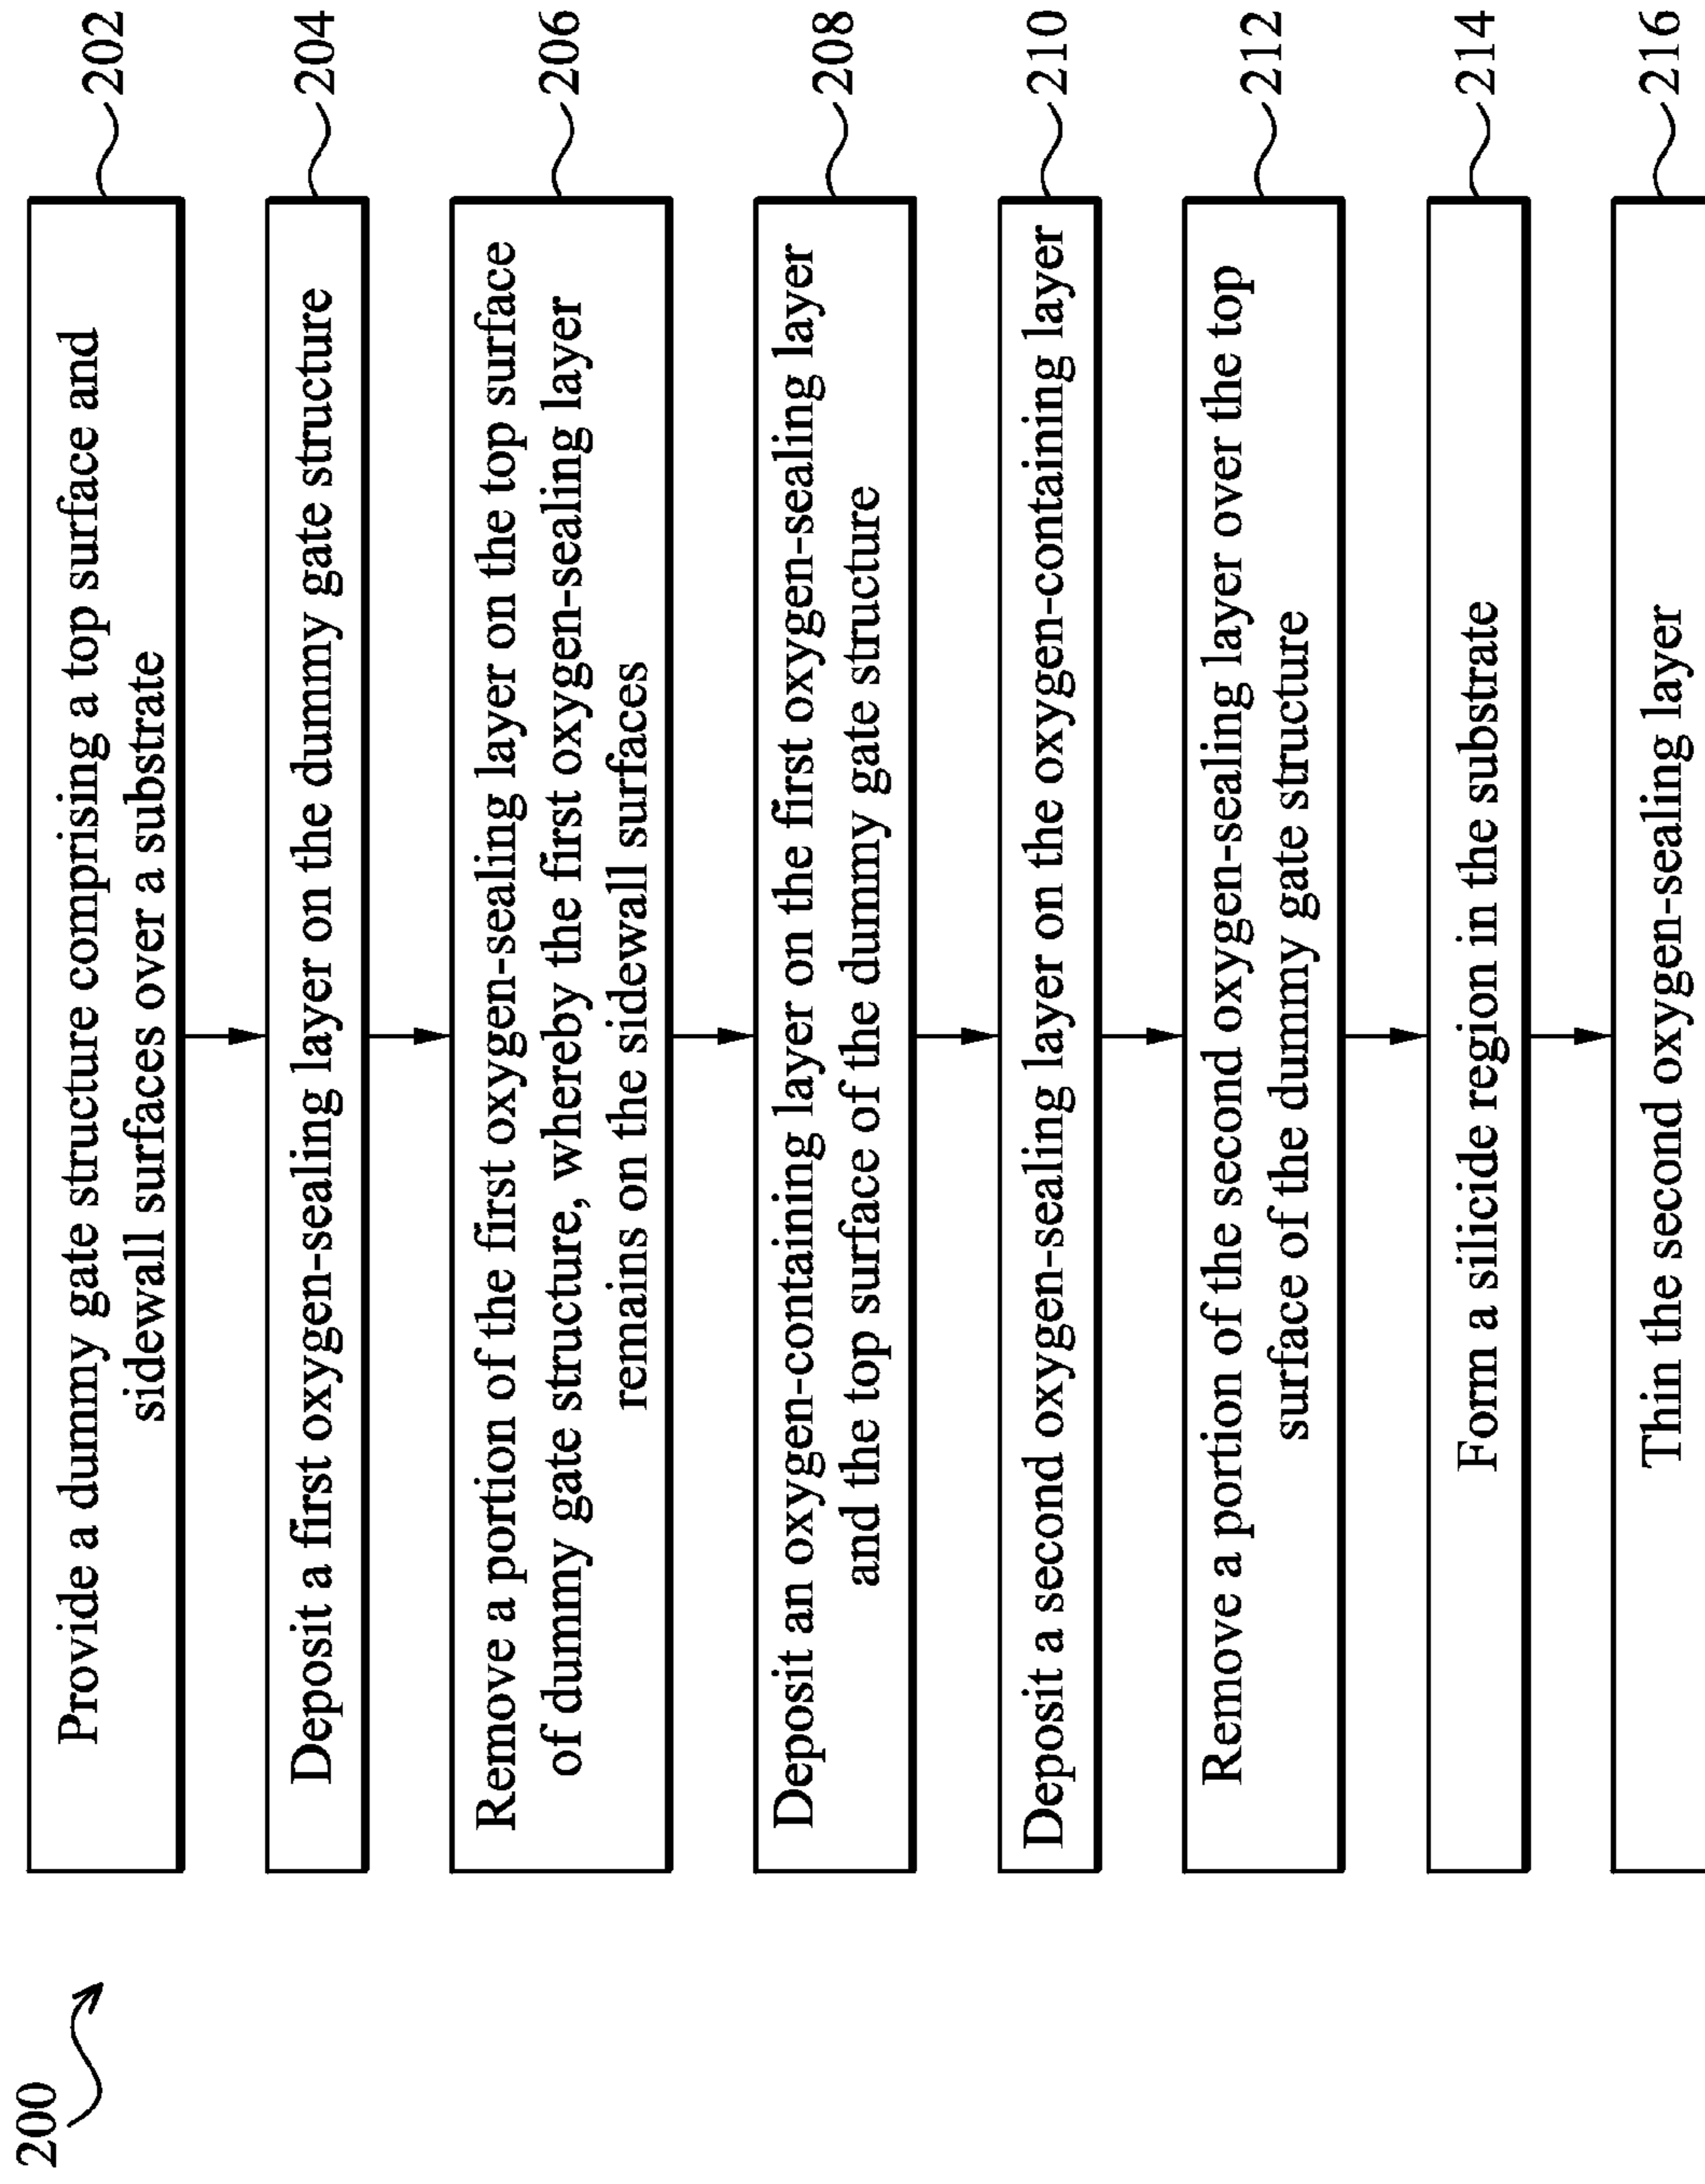 200
Provide a dummy gate structure comprising a top surface and
sidewall surfaces over a substrate
202
Deposit a first oxygen-sealing layer on the dummy gate structure
204
Remove a portion of the first oxygen-sealing layer on the top surface
of dummy gate structure, whereby the first oxygen-sealing layer
remains on the sidewall surfaces
206
Deposit an oxygen-containing layer on the first oxygen-sealing layer
and the top surface of the dummy gate structure
208
Deposit a second oxygen-sealing layer on the oxygen-containing layer
210
Remove a portion of the second oxygen-sealing layer over the top
surface of the dummy gate structure
212
Form a silicide region in the substrate
214
Thin the second oxygen-sealing layer
216